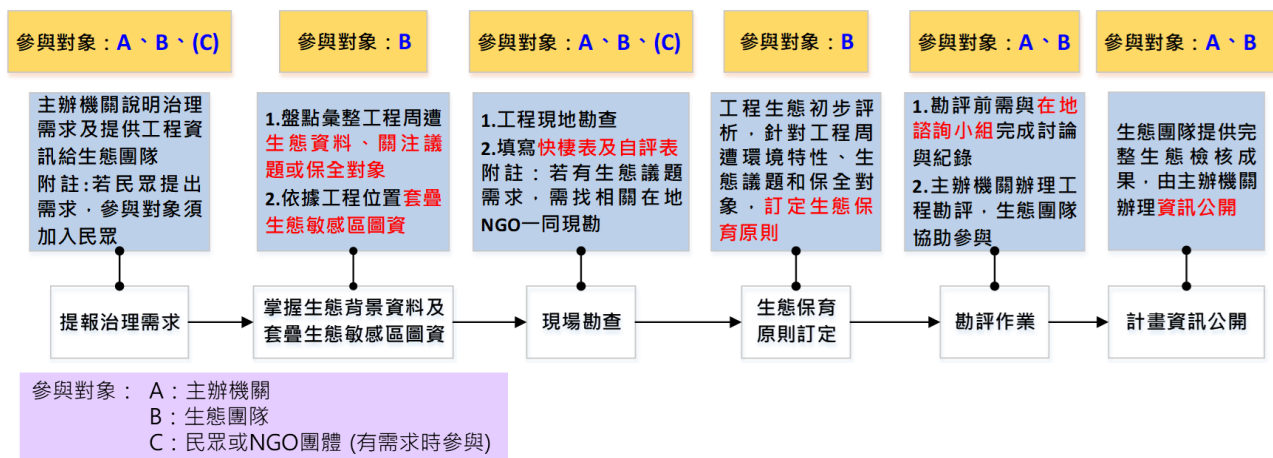 參與對象：A、B、(C)
參與對象：B
參與對象：A、B、(C)
參與對象：B
參與對象：A、B
參與對象：A、B
主辦機關說明治理
需求及提供工程資
訊給生態團隊
附註：若民眾提出
需求，參與對象須
加入民眾
1.盤點彙整工程周遭
生態資料、關注議
題或保全對象
2.依據工程位置套疊
生態敏感區圖資
1.工程現地勘查
2.填寫快棲表及自評表
附註：若有生態議題
需求，需找相關在地
NGO一同現勘
工程生態初步評
析，針對工程周
遭環境特性、生
態議題和保全對
象，訂定生態保
育原則
1.勘評前需與在地
諮詢小組完成討論
與紀錄
2.主辦機關辦理工
程勘評，生態團隊
協助參與
生態團隊提供完
整生態檢核成
果，由主辦機關
辦理資訊公開
提報治理需求
掌握生態背景資料及
套疊生態敏感區圖資
現場勘查
生態保育
原則訂定
勘評作業
計畫資訊公開
參與對象： A：主辦機關
B：生態團隊
C：民眾或NGO團體 (有需求時參與)